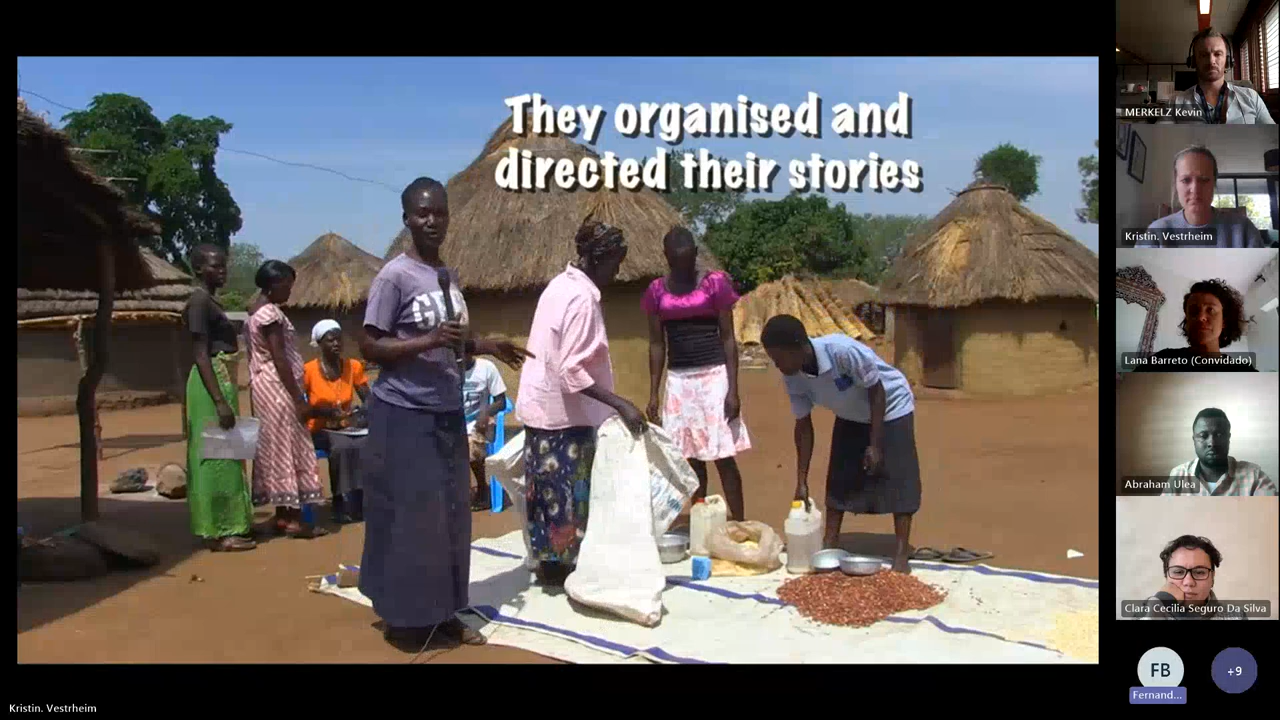 They organised and
directed their stories
MERKELZ Kevin
Kristin. Vestrheim
Lana Barreto (Convidado)
Abraham Ulea
Clara Cecilia Seguro Da Silva
FB
+9
Fernand...
Kristin. Vestrheim